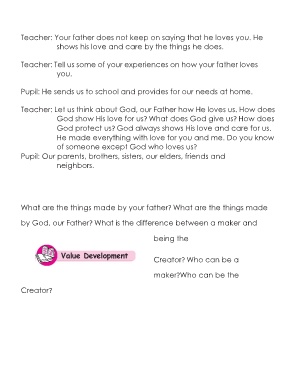 Teacher: Your father does not keep on saying that he loves you. He
shows his love and care by the things he does.
Teacher: Tell us some of your experiences on how your father loves
you.
Pupil: He sends us to school and provides for our needs at home.
Teacher: Let us think about God, our Father how He loves us. How does
God show His love for us? What does God give us? How does
God protect us? God always shows His love and care for us.
He made everything with love for you and me. Do you know
of someone except God who loves us?
Pupil: Our parents, brothers, sisters, our elders, friends and
neighbors.
What are the things made by your father? What are the things made
by God, our Father? What is the difference between a maker and
being the
Value Development
Creator? Who can be a
maker?Who can be the
Creator?